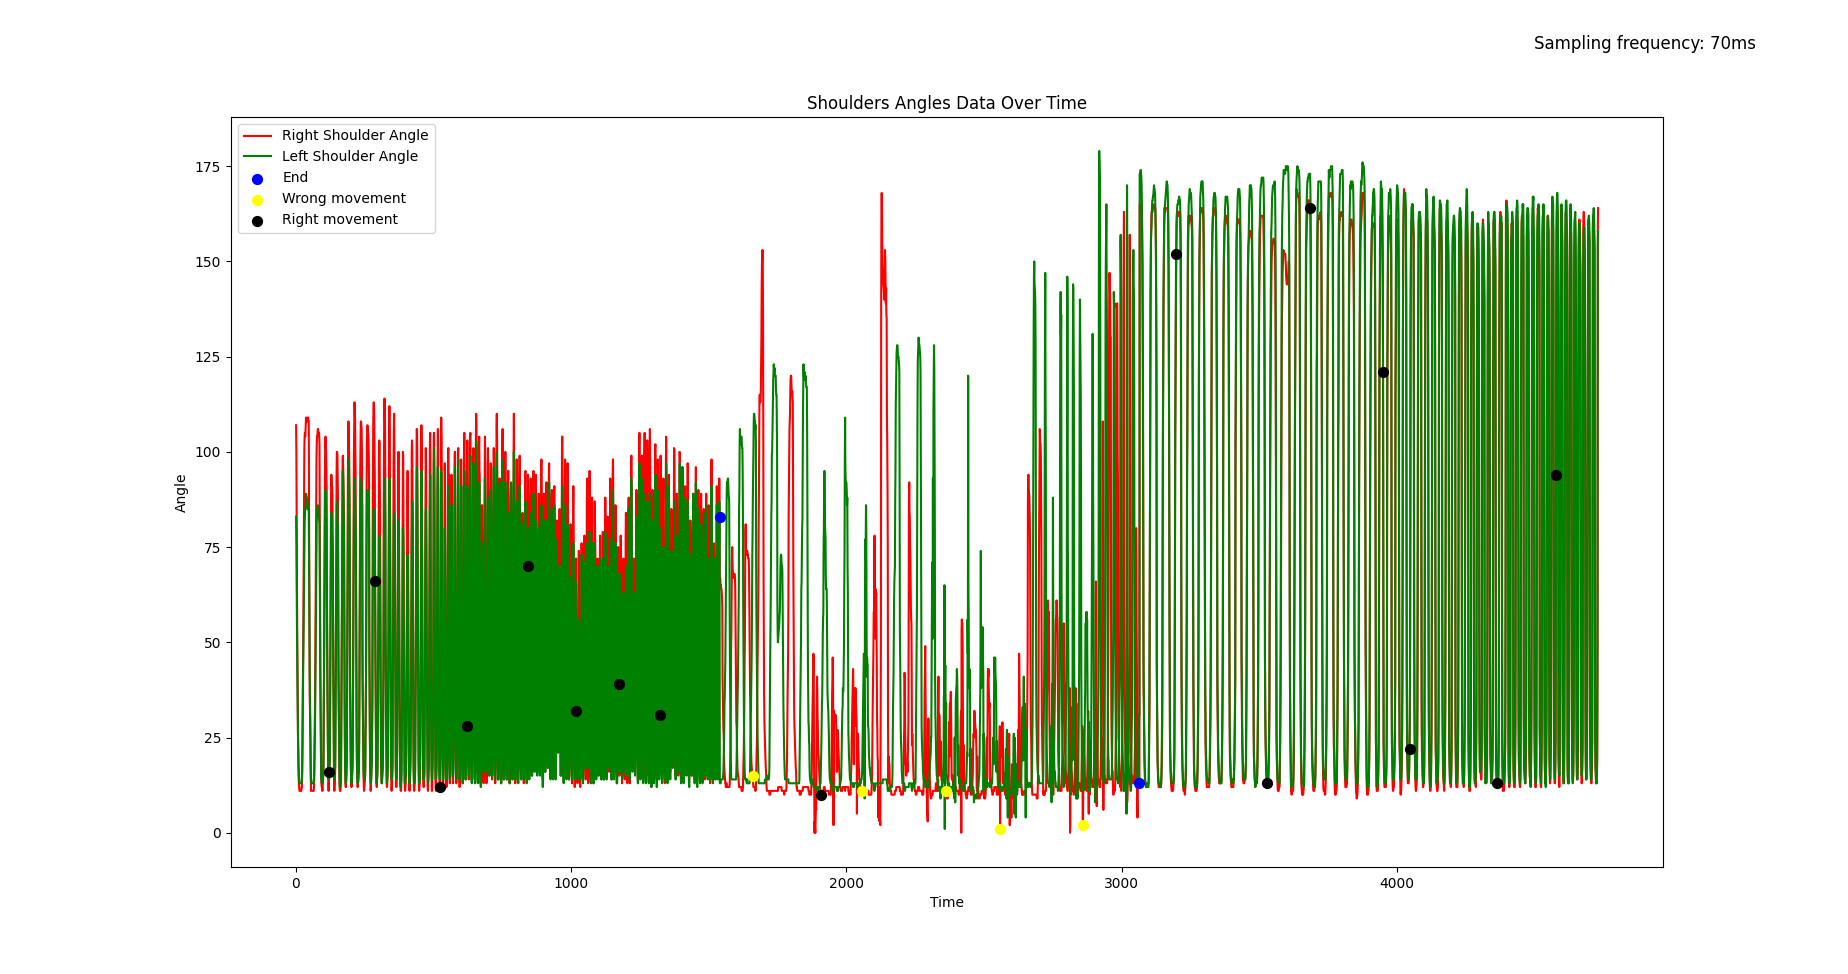 Sampling frequency: 70ms
Shoulders Angles Data Over Time
Right Shoulder Angle
Left Shoulder Angle
End
Wrong movement
Right movement
175
150
125
100
75
50
25
0
Angle
0 1000 2000 3000 4000
Time